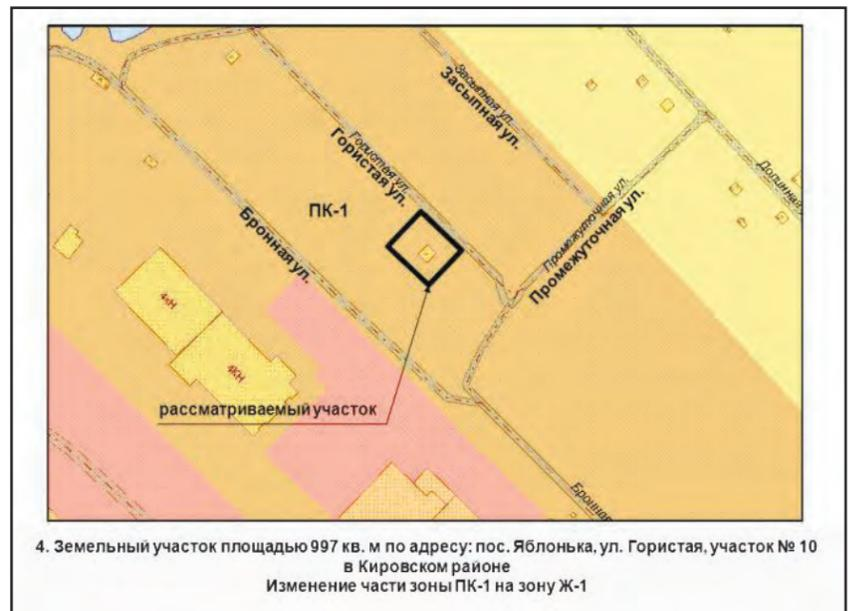 Засыпная ул.
Засыпная ул.
Гористая ул.
Гористая ул.
ПК-1
Бронная ул.
Промежуточная ул.
Промежуточная ул.
Долинная
4эН
4КН
рассматриваемый участок
Бронная
4. Земельный участок площадью 997 кв. м по адресу: пос. Яблонька, ул. Гористая, участок № 10
в Кировском районе
Изменение части зоны ПК-1 на зону Ж-1